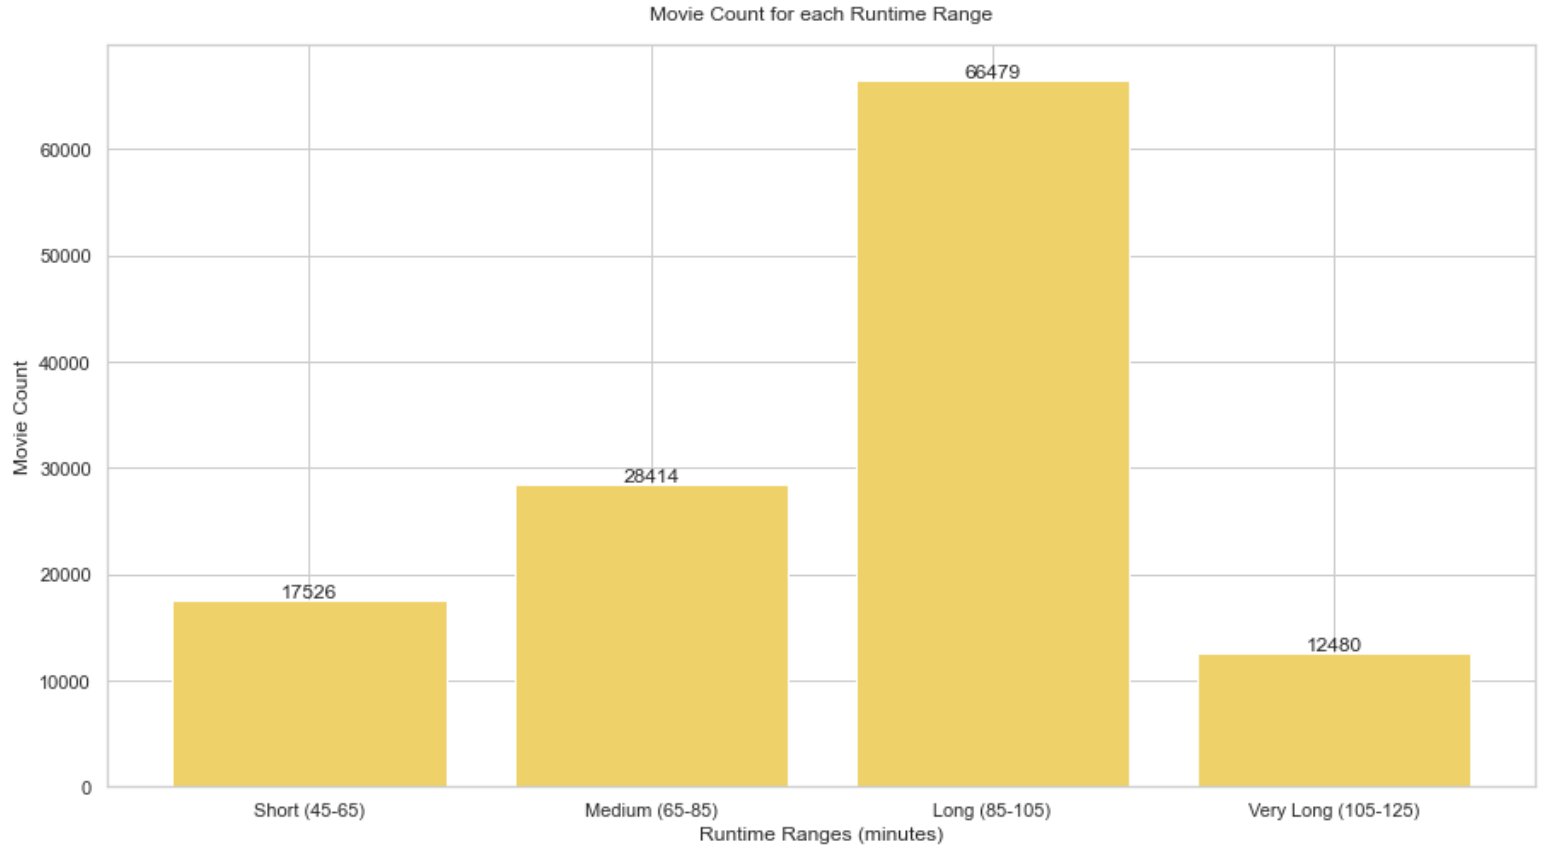 Movie Count for each Runtime Range
66479
60000
50000
40000
30000
28414
20000
17526
12480
10000
0
Movie Count
Short (45-65) Medium (65-85) Long (85-105) Very Long (105-125)
Runtime Ranges (minutes)